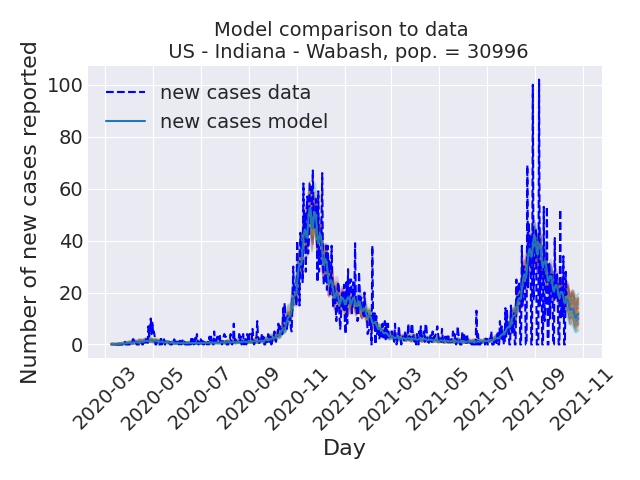 Model comparison to data
US - Indiana - Wabash, pop. = 30996
Number of new cases reported
100
80
60
40
20
0
new cases data
new cases model
2020-03
2020-05
2020-07
2020-09
2020-11
2021-01
2021-03
2021-05
2021-07
2021-09
2021-11
Day